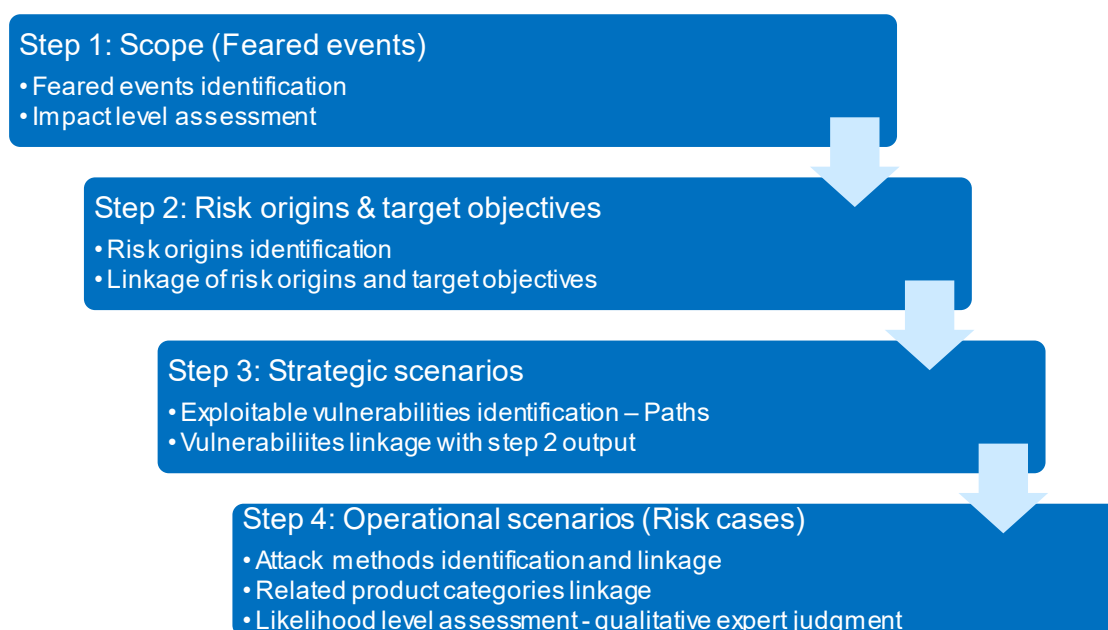 Step 1: Scope (Feared events)
• Feared events identification
• Impact level assessment
Step 2: Risk origins & target objectives
• Risk origins identification
• Linkage of risk origins and target objectives
Step 3: Strategic scenarios
• Exploitable vulnerabilities identification – Paths
• Vulnerabiliites linkage with step 2 output
Step 4: Operational scenarios (Risk cases)
• Attack methods identification and linkage
• Related product categories linkage
• Likelihood level assessment - qualitative expert judgment